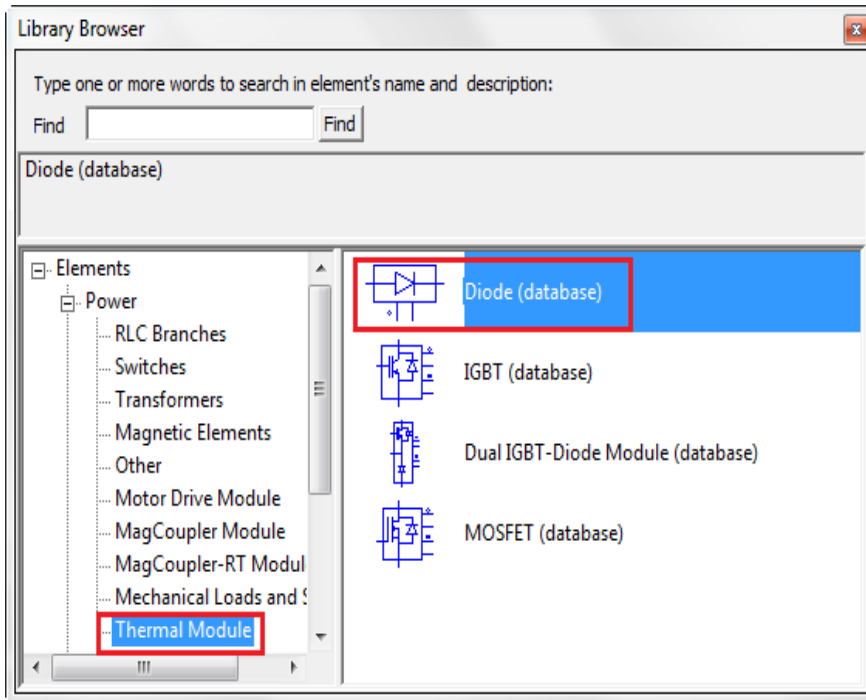 Library Browser
Type one or more words to search in element's name and description:
Find
Find
Diode (database)
Elements
Power
RLC Branches
Switches
Transformers
Magnetic Elements
Other
Motor Drive Module
MagCoupler Module
MagCoupler-RT Modul
Mechanical Loads and S
Thermal Module
Diode (database)
IGBT (database)
Dual IGBT-Diode Module (database)
MOSFET (database)